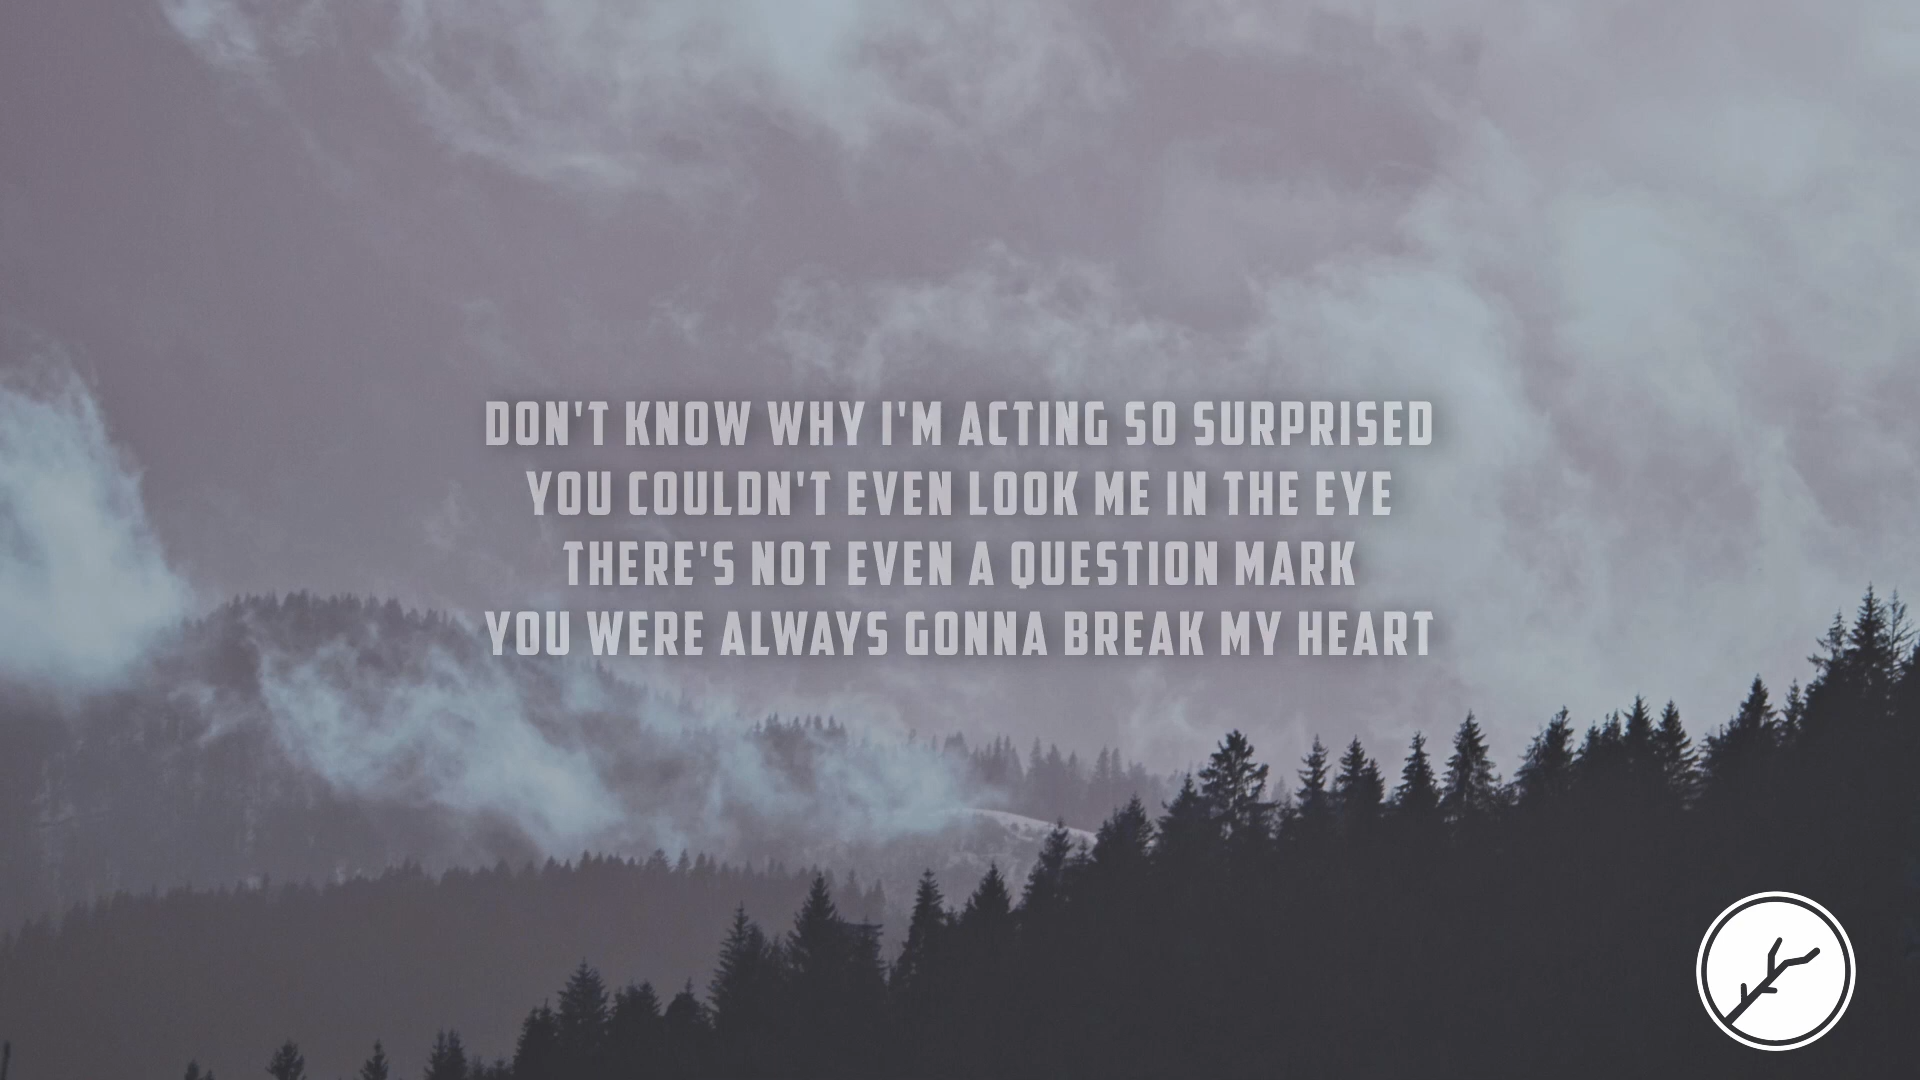 DON'T KNOW WHY I'M ACTING SO SURPRISED
YOU COULDN'T EVEN LOOK ME IN THE EYE
THERE'S NOT EVEN A QUESTION MARK
YOU WERE ALWAYS GONNA BREAK MY HEART